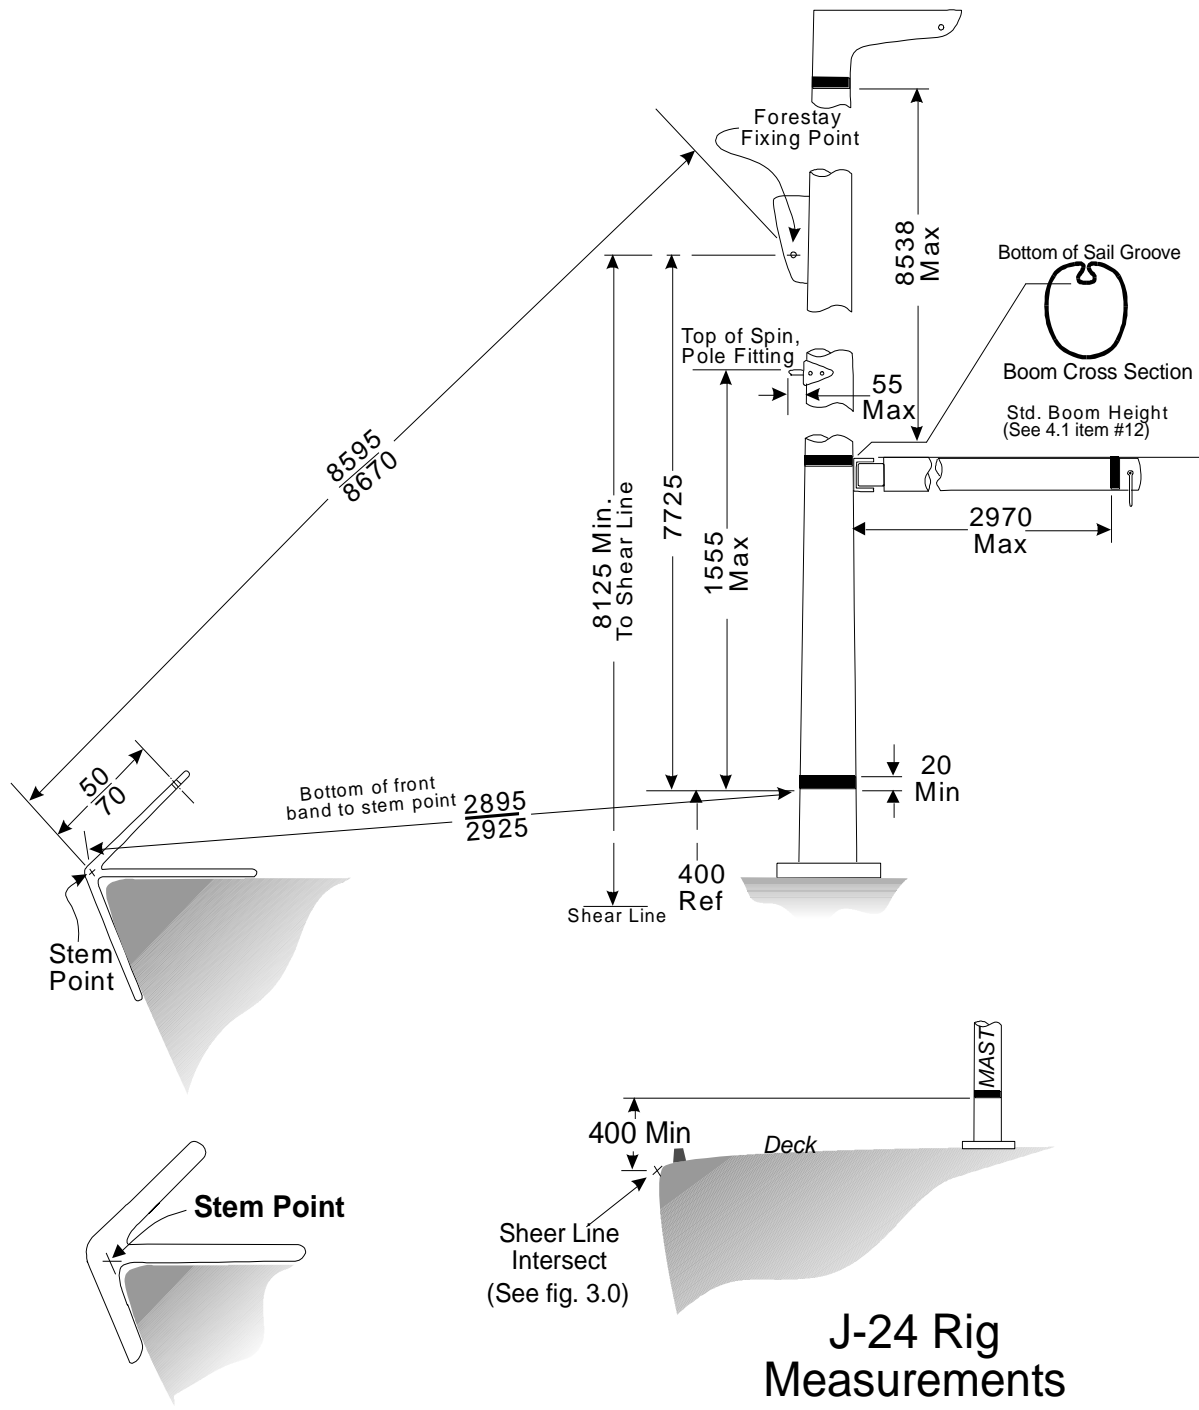 Forestay
Fixing Point
8538
Max
Bottom of Sail Groove
Boom Cross Section
Std. Boom Height
(See 4.1 item #12)
Top of Spin,
Pole Fitting
55
Max
8595
8670
8125 Min.
To Shear Line
7725
1555
Max
2970
Max
50
70
Bottom of front
band to stem point
2895
2925
20
Min
400
Ref
Shear Line
Stem
Point
MAST
400 Min
Deck
Stem Point
Sheer Line
Intersect
(See fig. 3.0)
J-24 Rig
Measurements